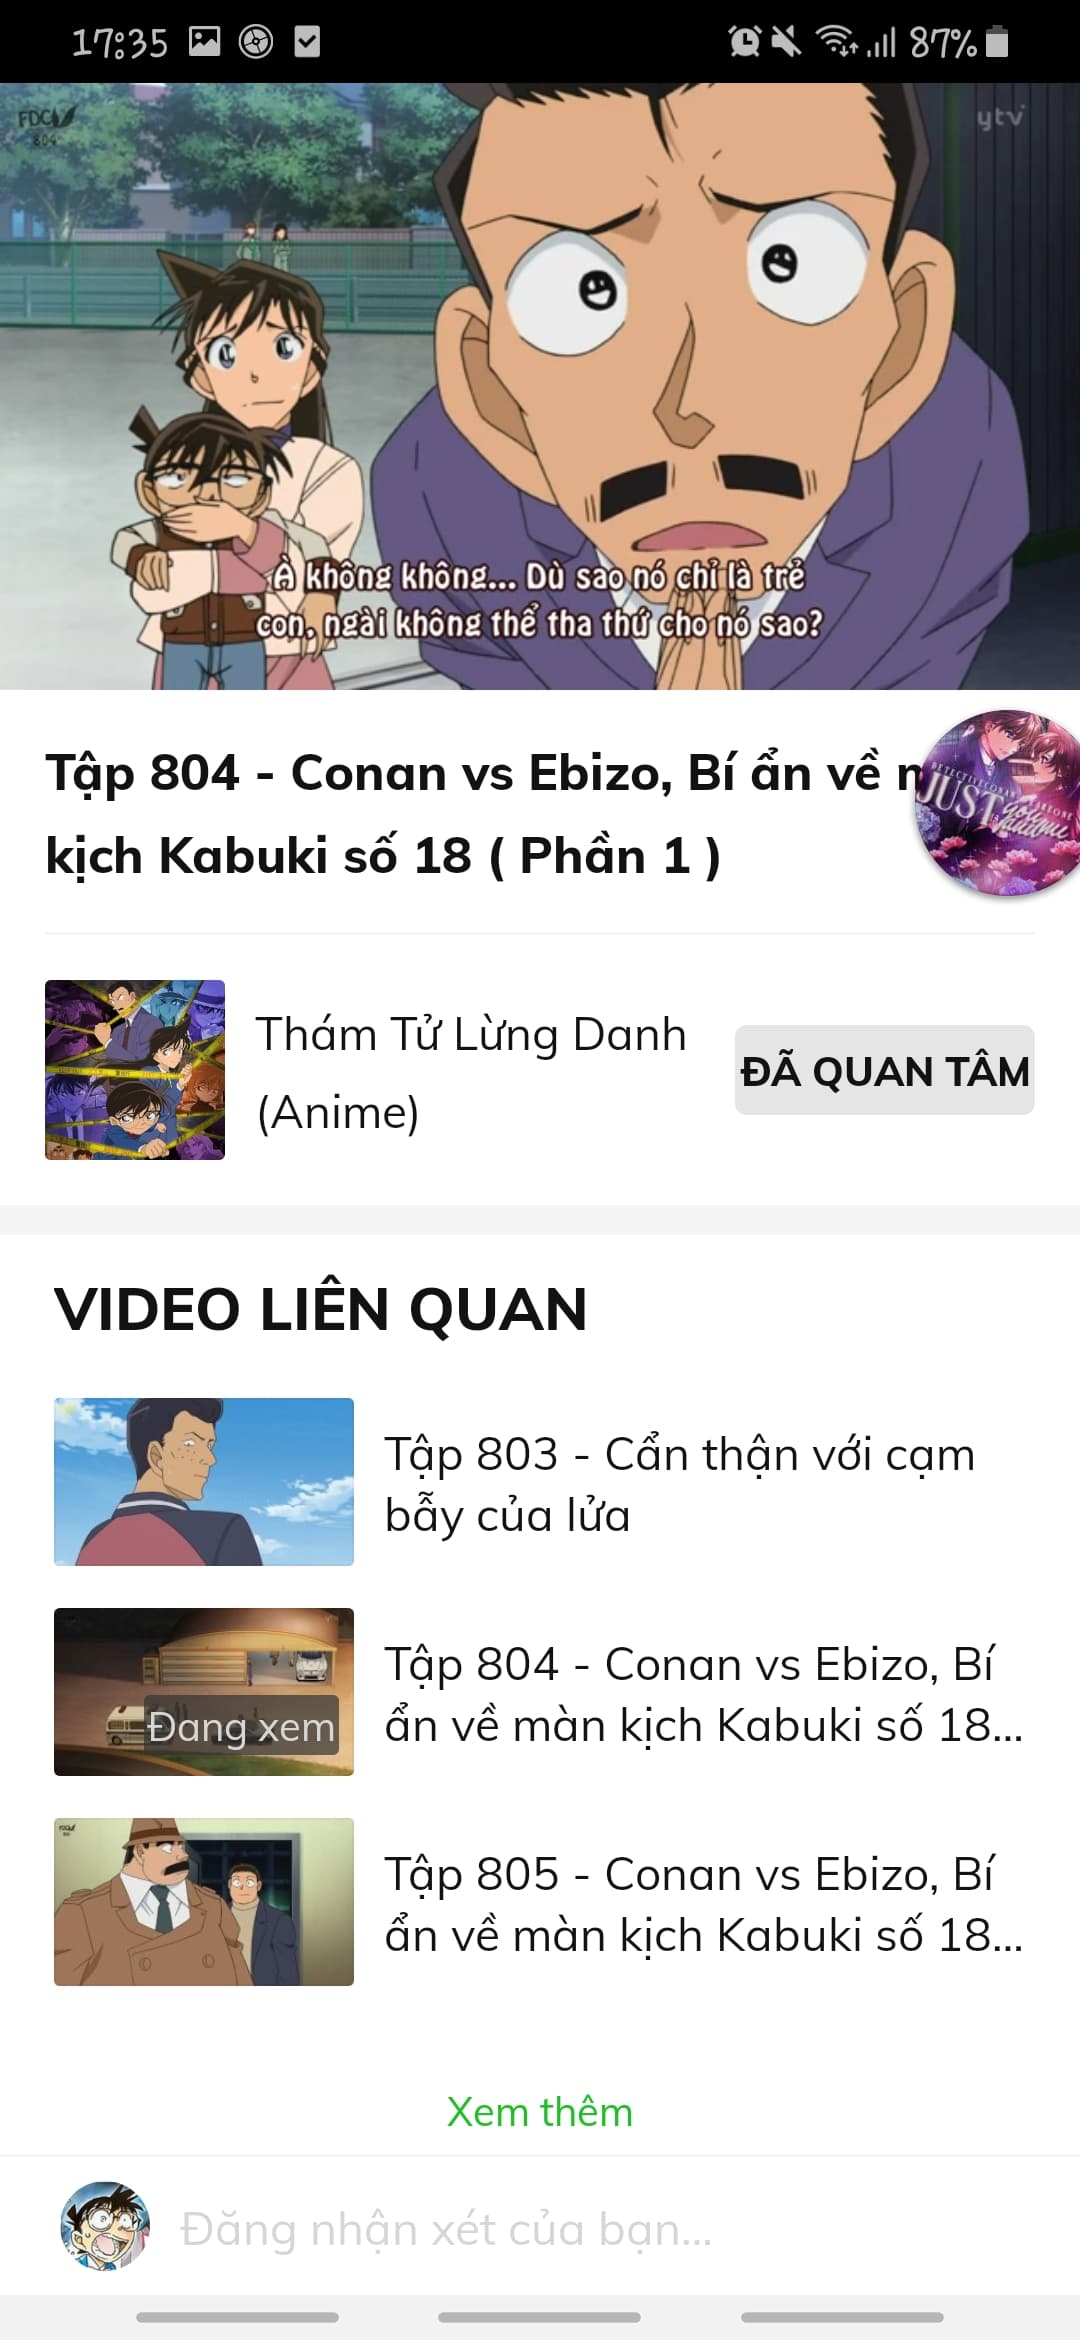 17:35
87%
FDC
804
ytv
À không không... Dù sao nó chỉ là trẻ
con, ngài không thể tha thứ cho nó sao?
Tập 804 - Conan vs Ebizo, Bí ẩn về
kịch Kabuki số 18 ( Phần 1 )
DETECTIVE CONAN
JUST
Thám Tử Lừng Danh
(Anime)
ĐÃ QUAN TÂM
VIDEO LIÊN QUAN
Tập 803 - Cẩn thận với cạm
bẫy của lửa
Tập 804 - Conan vs Ebizo, Bí
ẩn về màn kịch Kabuki số 18...
Đang xem
Tập 805 - Conan vs Ebizo, Bí
ẩn về màn kịch Kabuki số 18...
Xem thêm
Đăng nhận xét của bạn...